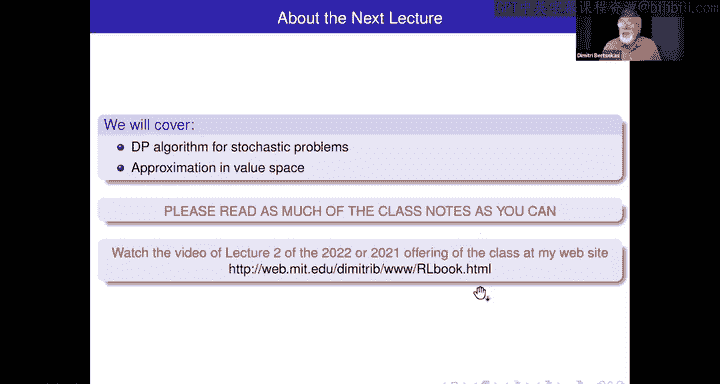 About the Next Lecture
Dimitri Bertsekas
We will cover:
DP algorithm for stochastic problems
Approximation in value space
PLEASE READ AS MUCH OF THE CLASS NOTES AS YOU CAN
Watch the video of Lecture 2 of the 2022 or 2021 offering of the class at my web site
http://web.mit.edu/dimitrib/www/RLbook.html